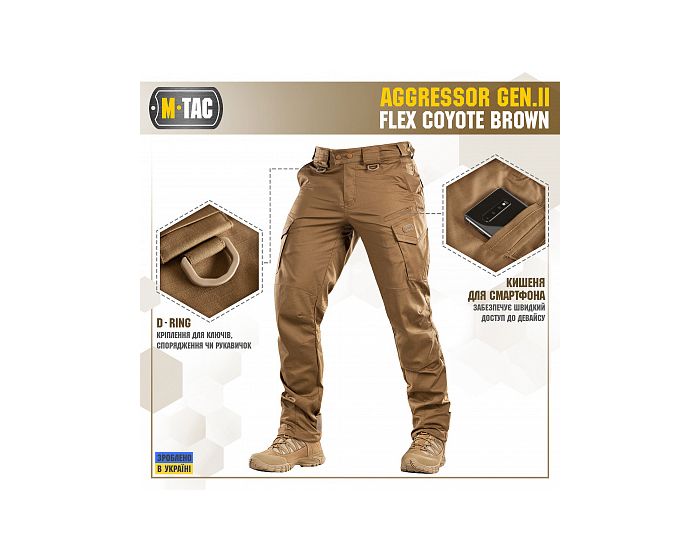 M-TAC
AGGRESSOR GEN.II
FLEX COYOTE BROWN
D-RING
КРІПЛЕННЯ ДЛЯ КЛЮЧІВ,
СПОРЯДЖЕННЯ ЧИ РУКАВИЧОК
КИШЕНЯ
ДЛЯ СМАРТФОНА
ЗАБЕЗПЕЧУЄ ШВИДКИЙ
ДОСТУП ДО ДЕВАЙСУ
ЗРОБЛЕНО
В УКРАЇНІ